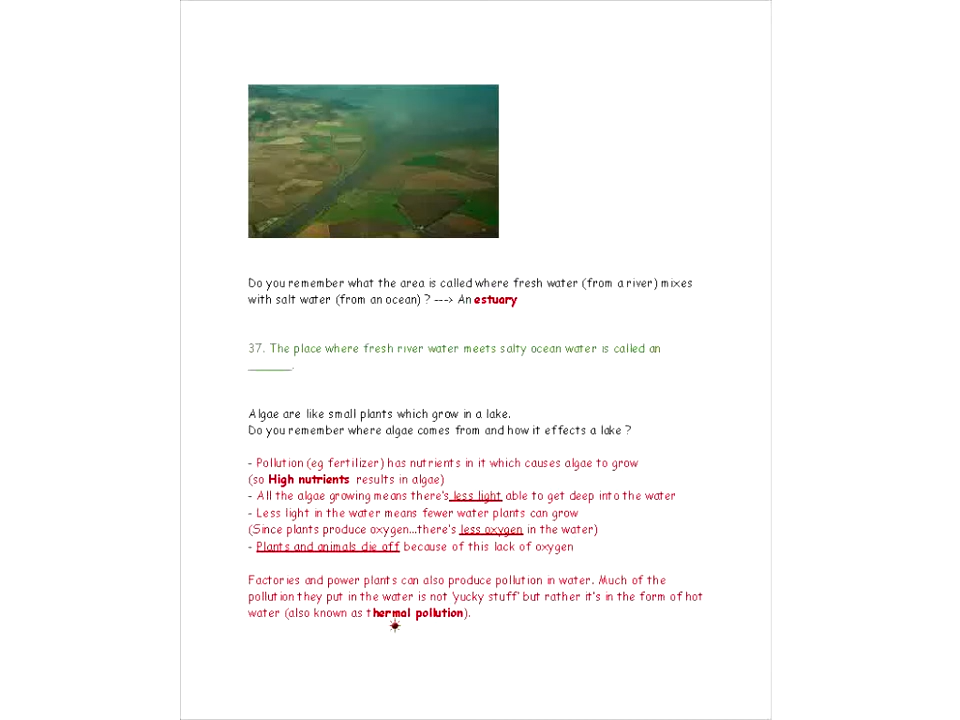 Do you remember what the area is called where fresh water (from a river) mixes
with salt water (from an ocean) ? ---> An estuary
37. The place where fresh river water meets salty ocean water is called an
______.
Algae are like small plants which grow in a lake.
Do you remember where algae comes from and how it effects a lake ?
- Pollution (eg fertilizer) has nutrients in it which causes algae to grow
(so High nutrients results in algae)
- All the algae growing means there's less light able to get deep into the water
- Less light in the water means fewer water plants can grow
(Since plants produce oxygen...there's less oxygen in the water)
- Plants and animals die off because of this lack of oxygen
Factories and power plants can also produce pollution in water. Much of the
pollution they put in the water is not 'yucky stuff' but rather it's in the form of hot
water (also known as thermal pollution).